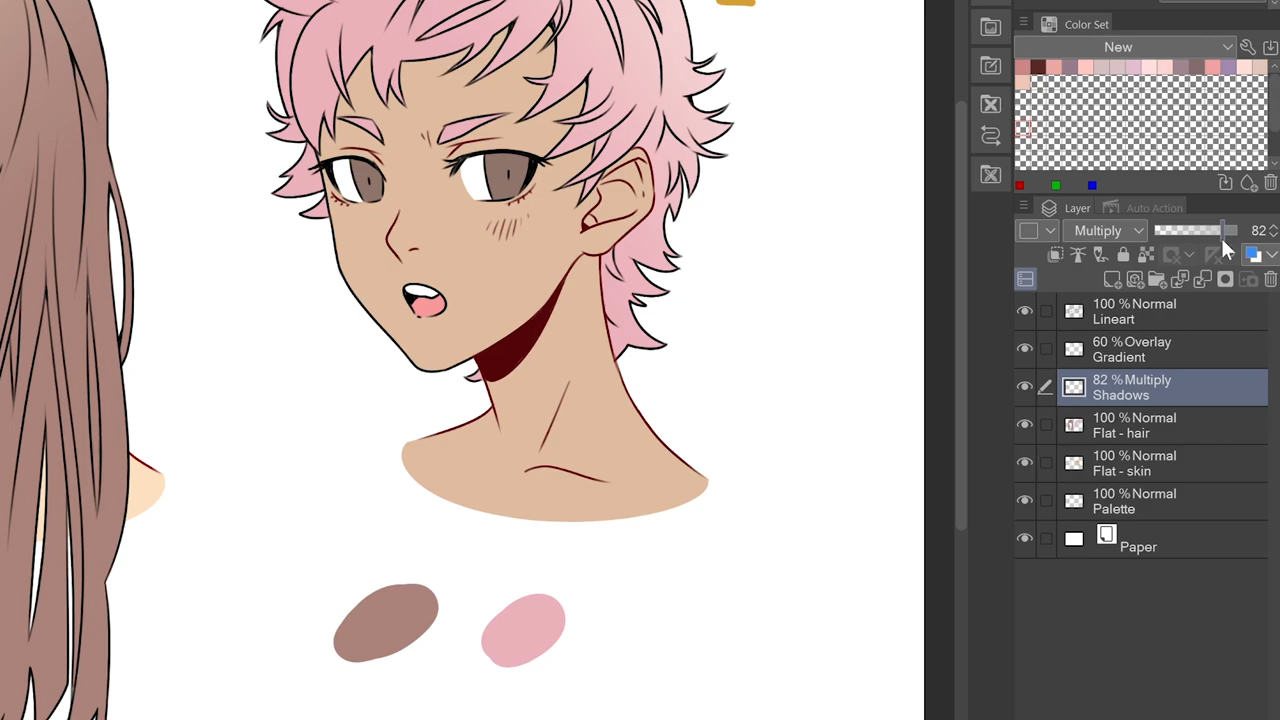 Color Set
New
Layer
Auto Action
Multiply
82
100 % Normal
Lineart
60 % Overlay
Gradient
82 % Multiply
Shadows
100 % Normal
Flat - hair
100 % Normal
Flat - skin
100 % Normal
Palette
Paper